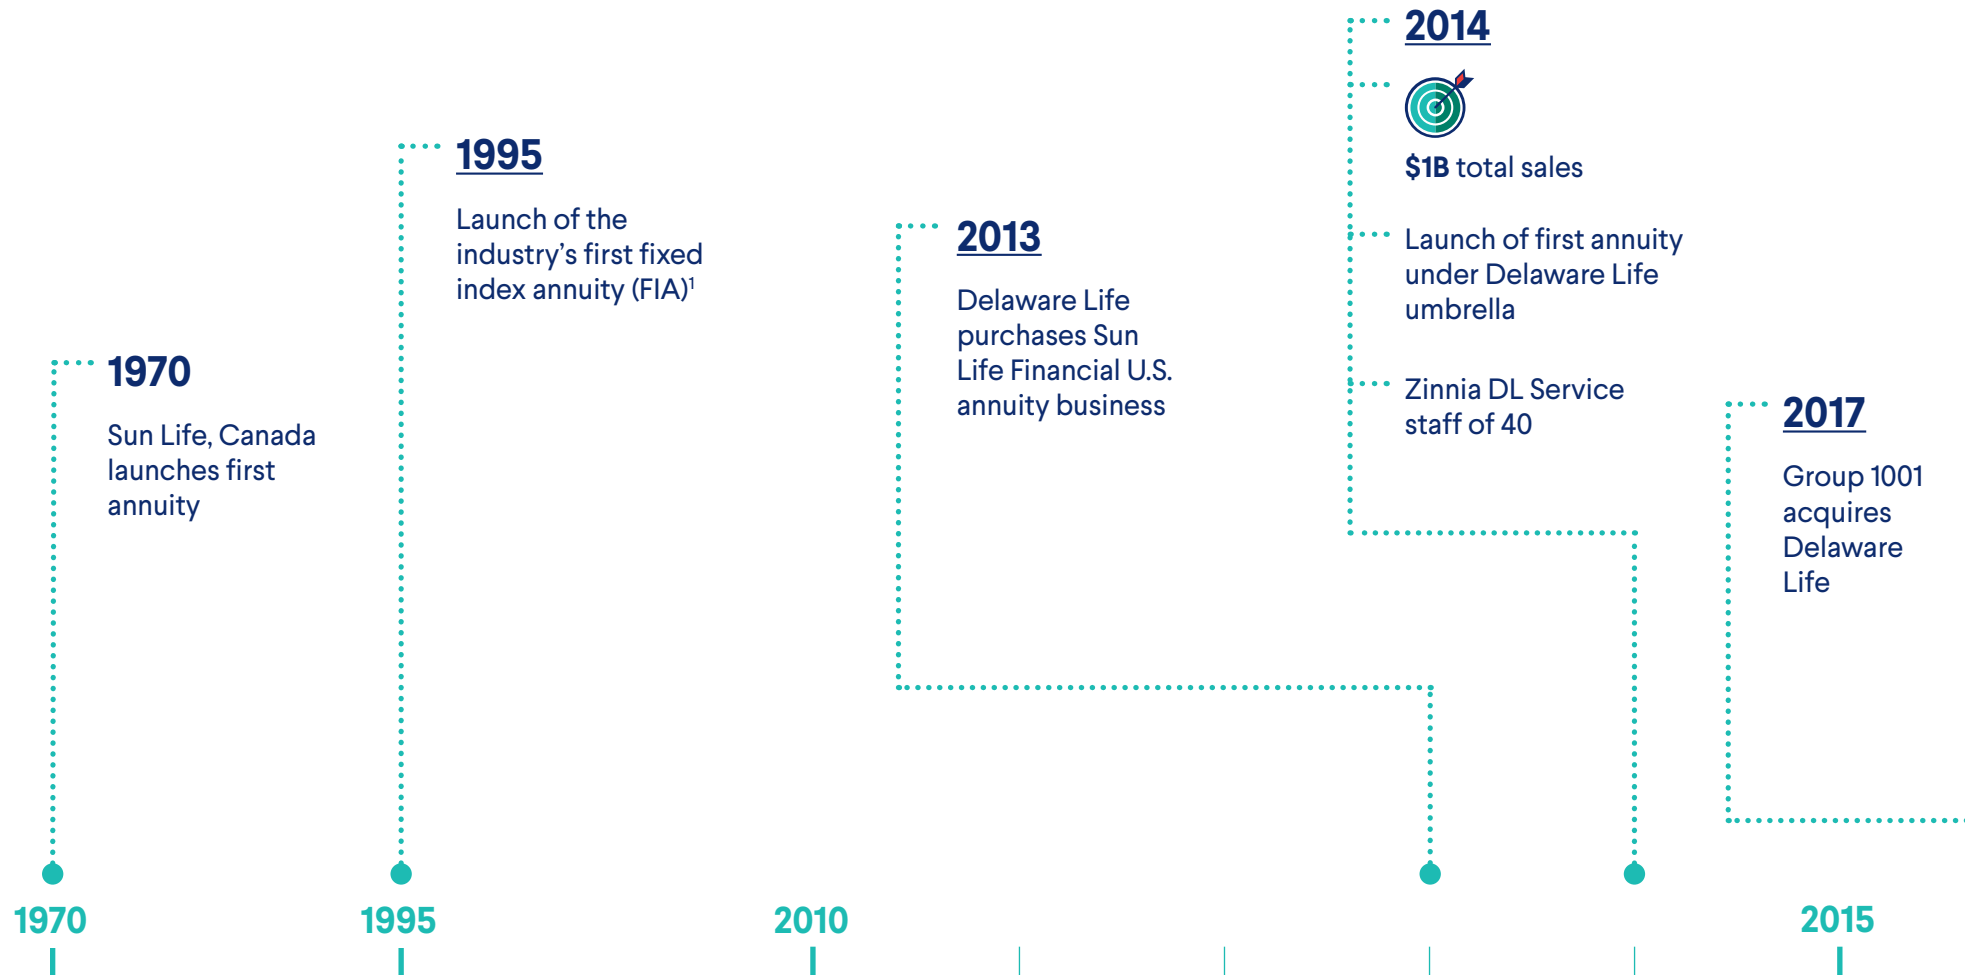 1970
Sun Life, Canada
launches first
annuity
1995
Launch of the
industry’s first fixed
index annuity (FIA)¹
2013
Delaware Life
purchases Sun
Life Financial U.S.
annuity business
2014
$1B total sales
Launch of first annuity
under Delaware Life
umbrella
Zinnia DL Service
staff of 40
2017
Group 1001
acquires
Delaware
Life
1970
1995
2010
2015